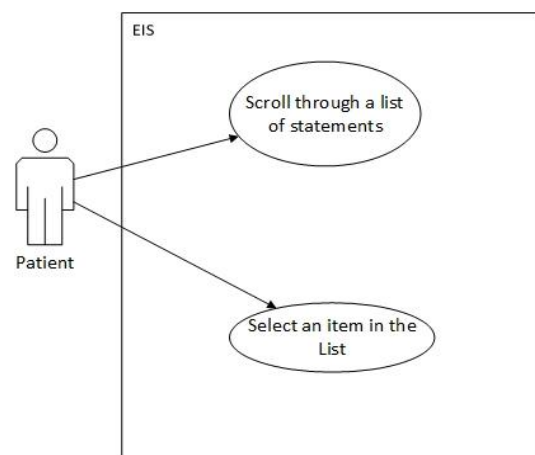 EIS
Scroll through a list
of statements
Patient
Select an item in the
List